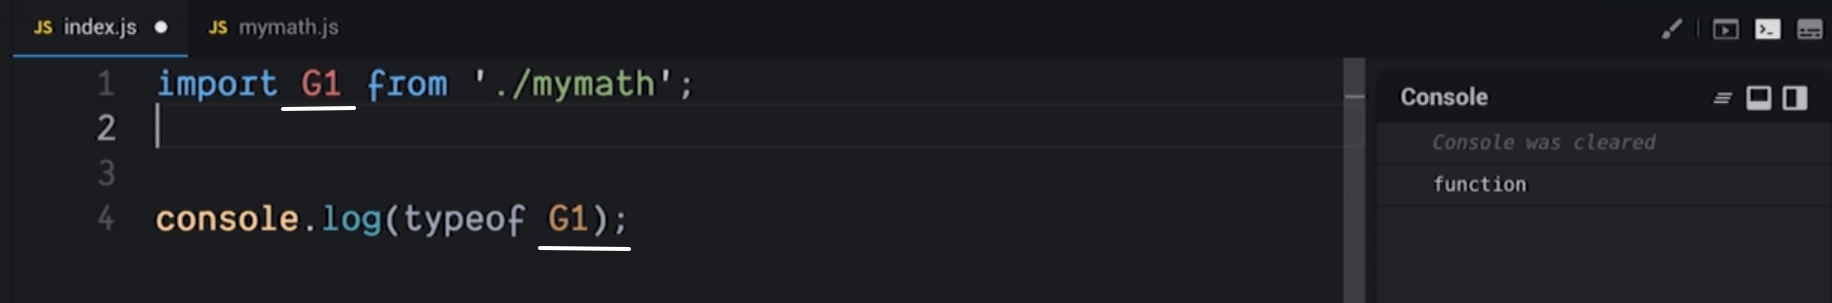 JS index.js JS mymath.js
1 import G1 from './mymath';
2
3
4 console.log(typeof G1);
Console
Console was cleared
function